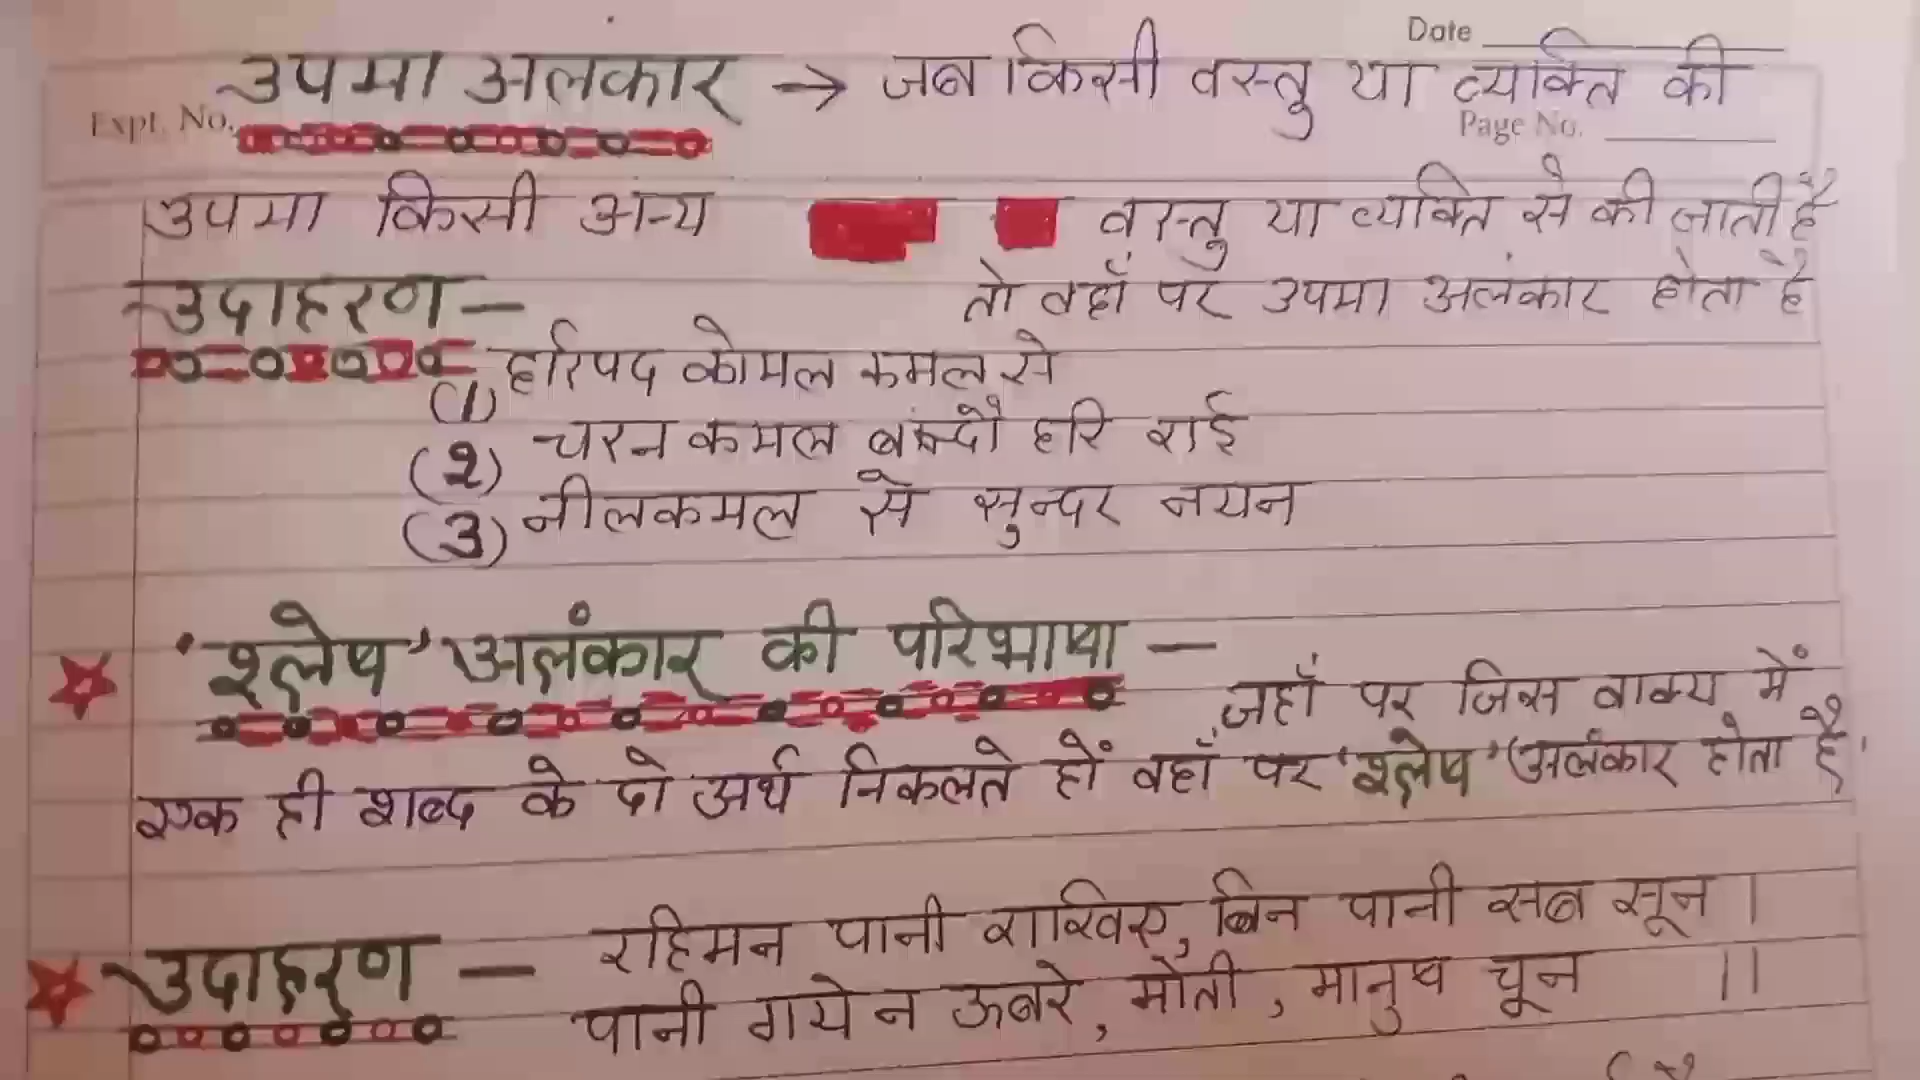 Date
उपमा अलकार → जब किसी वस्तु या व्यक्ति की
Expt. No.
Page No.
उपमा किसी अन्य वस्तु या व्यक्ति से की जाती है
तो वहाँ पर उपमा अलंकार होता है
उदाहरण —
(1) हरिपद कोमल कमल से
(2) चरन कमल बन्दौ हरि राई
(3) नीलकमल से सुन्दर नयन
'श्लेष' अलंकार की परिभाषा —
जहाँ पर जिस वाक्य में
एक ही शब्द के दो अर्थ निकलते हों वहाँ पर 'श्लेष' अलंकार होता है।
उदाहरण — रहिमन पानी राखिए, बिन पानी सब सून ।
पानी गये न ऊबरे, मोती, मानुष चून ॥